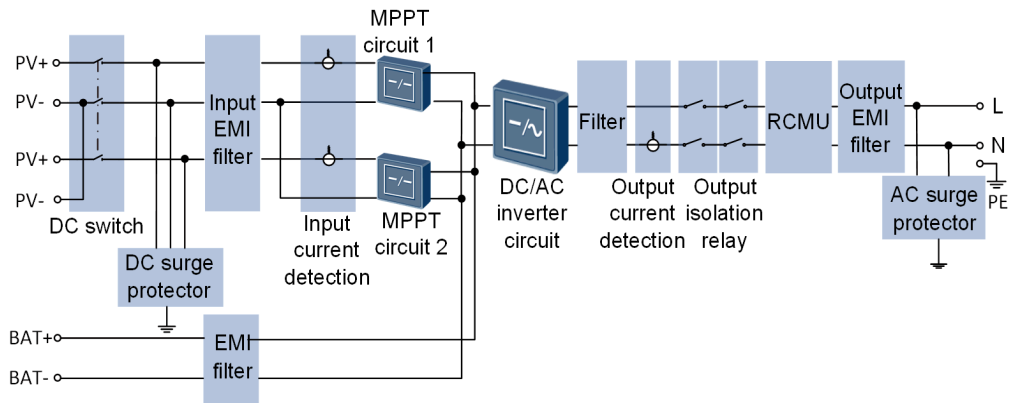 MPPT
circuit 1
PV+
PV-
PV+
PV-
DC switch
Input
EMI
filter
Input
current
detection
MPPT
circuit 2
DC surge
protector
BAT+
BAT-
EMI
filter
DC/AC
inverter
circuit
Filter
Output
current
detection
Output
isolation
relay
RCMU
Output
EMI
filter
L
N
PE
AC surge
protector